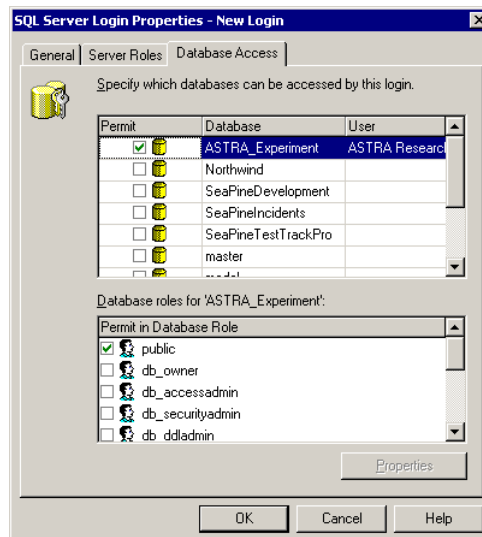 SQL Server Login Properties - New Login
General Server Roles Database Access
Specify which databases can be accessed by this login.
Permit Database User
ASTRA_Experiment ASTRA Researcl
Northwind
SeaPineDevelopment
SeaPineIncidents
SeaPineTestTrackPro
master
model
Database roles for 'ASTRA_Experiment':
Permit in Database Role
public
db_owner
db_accessadmin
db_securityadmin
db_ddladmin
Properties
OK Cancel Help